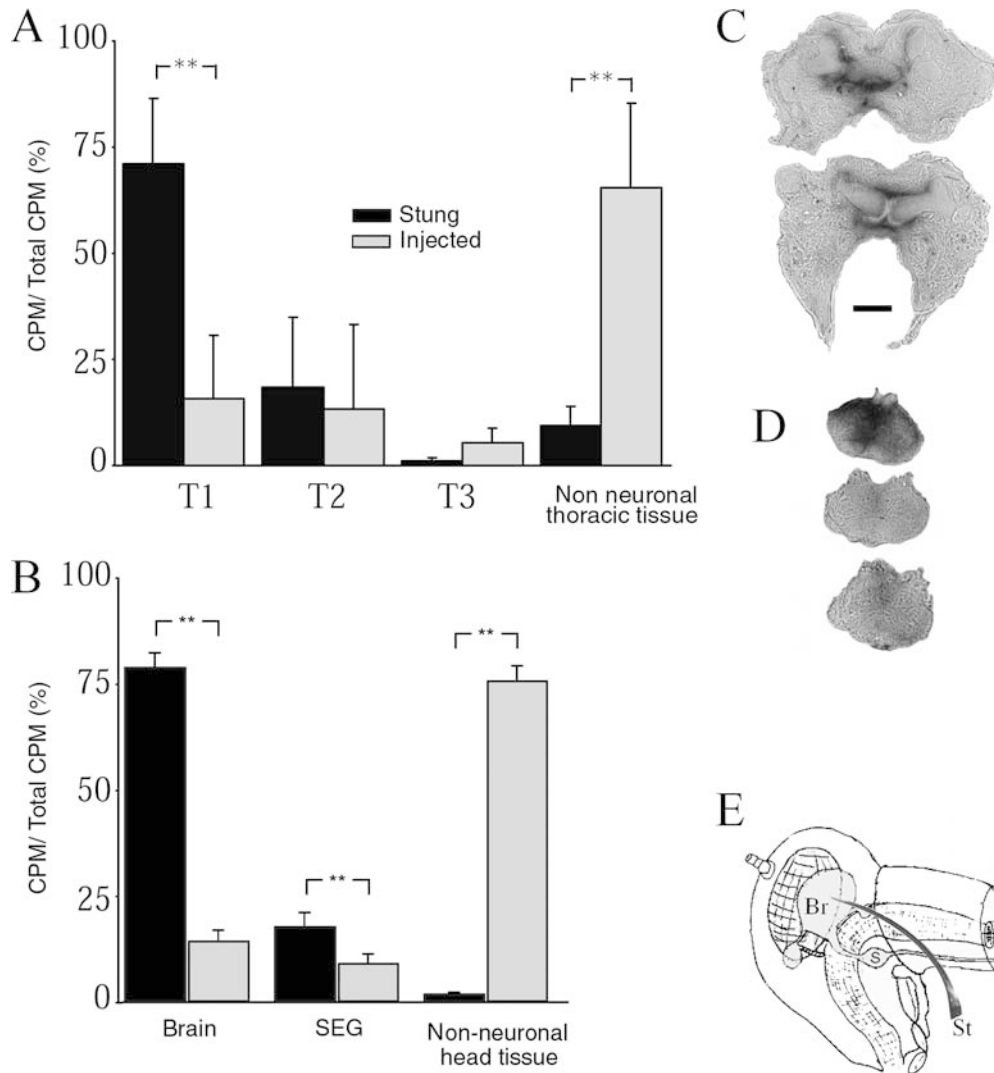 A
CPM/ Total CPM (%)
100
75
50
25
0
**
**
Stung
Injected
T1
T2
T3
Non neuronal
thoracic tissue
B
CPM/ Total CPM (%)
100
75
50
25
0
**
**
**
Brain
SEG
Non-neuronal
head tissue
C
D
E
Br
S
St